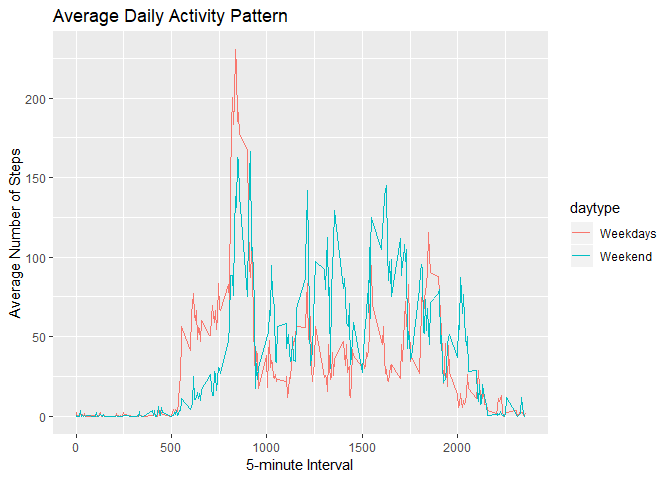 Average Daily Activity Pattern
Average Number of Steps
200
150
100
50
0
0
500
1000
1500
2000
5-minute Interval
daytype
Weekdays
Weekend